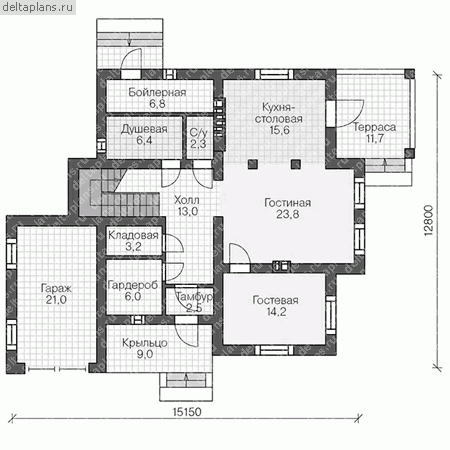 deltaplans.ru
Бойлерная
6,8
Душевая
6,4
С/у
2,3
Кухня-
столовая
15,6
Терраса
11,7
Холл
13,0
Гостиная
23,8
Кладовая
3,2
Гараж
21,0
Гардероб
6,0
Тамбур
2,5
Гостевая
14,2
Крыльцо
9,0
12800
15150